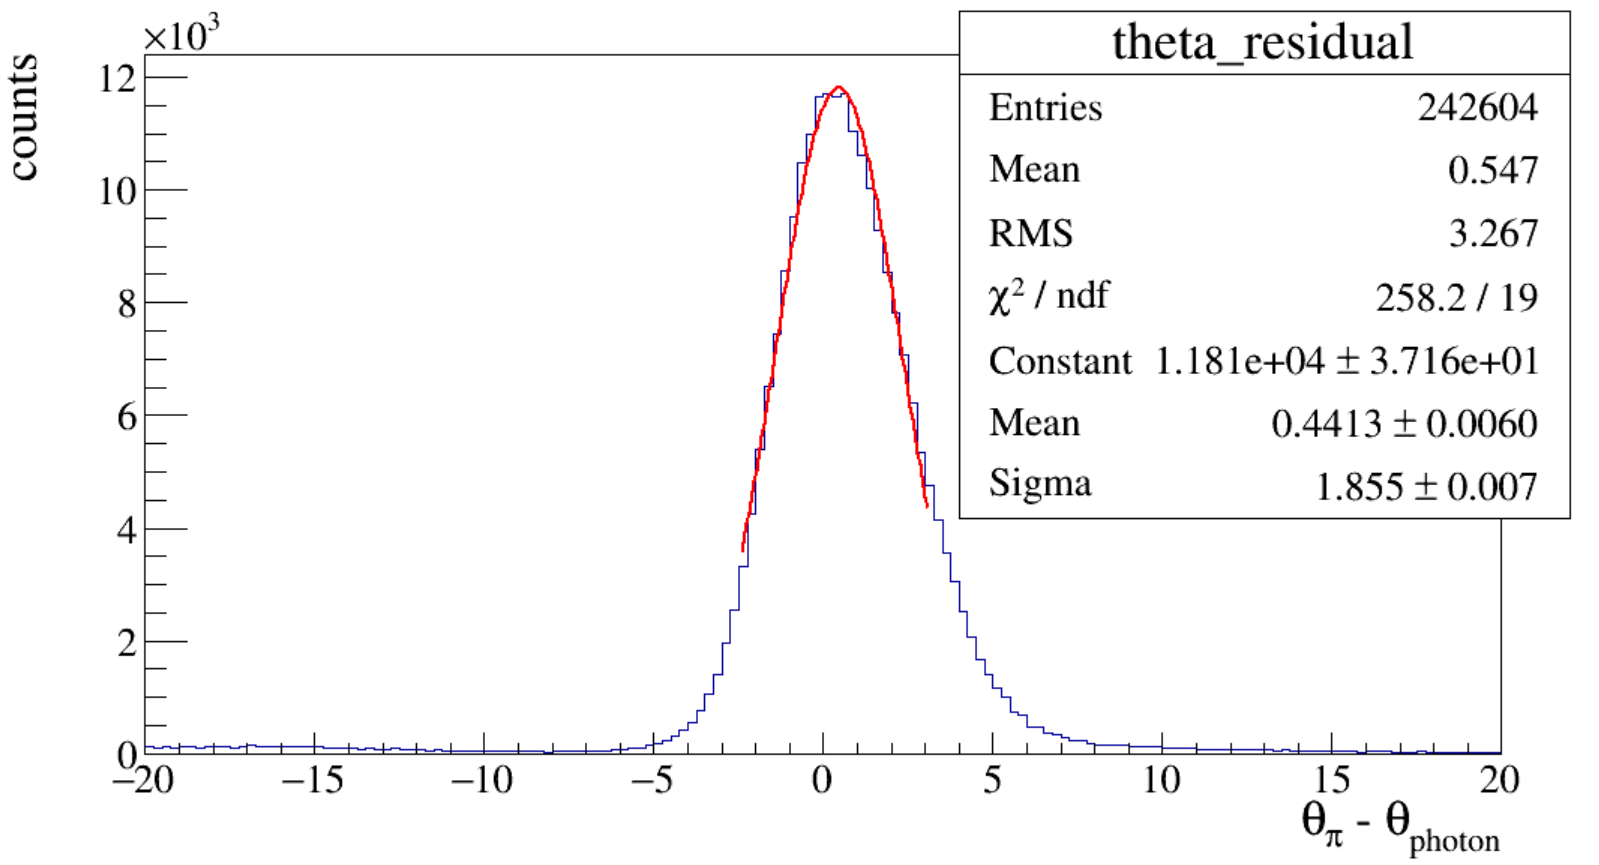 ×10³
counts
12
10
8
6
4
2
0
−20 −15 −10 −5 0 5 10 15 20
θπ - θphoton
theta_residual
Entries 242604
Mean 0.547
RMS 3.267
χ² / ndf 258.2 / 19
Constant 1.181e+04 ± 3.716e+01
Mean 0.4413 ± 0.0060
Sigma 1.855 ± 0.007